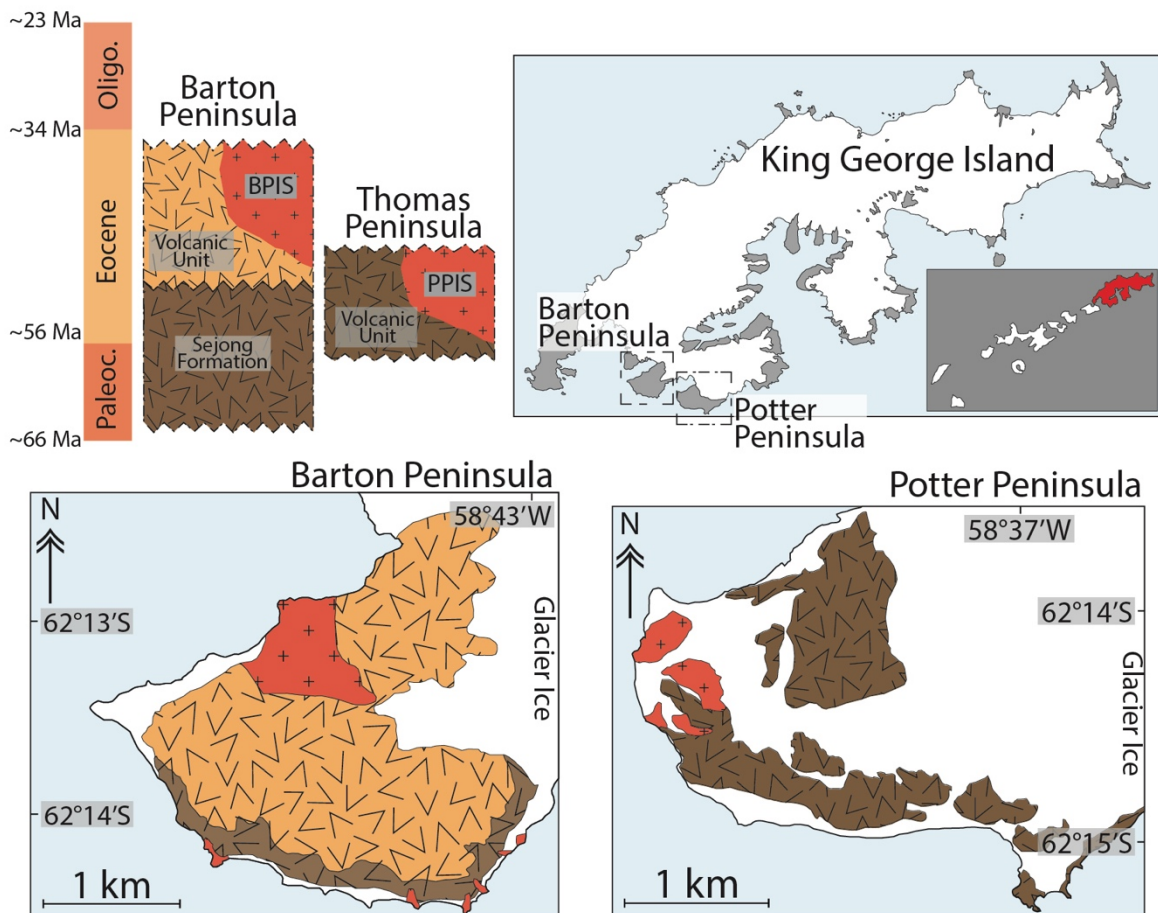 ~23 Ma
Oligo.
~34 Ma
Eocene
~56 Ma
Paleoc.
~66 Ma
Barton
Peninsula
BPIS
Volcanic
Unit
Sejong
Formation
Thomas
Peninsula
PPIS
Volcanic
Unit
King George Island
Barton
Peninsula
Potter
Peninsula
Barton Peninsula
N
58°43’W
62°13’S
Glacier Ice
62°14’S
1 km
Potter Peninsula
N
58°37’W
62°14’S
Glacier Ice
62°15’S
1 km